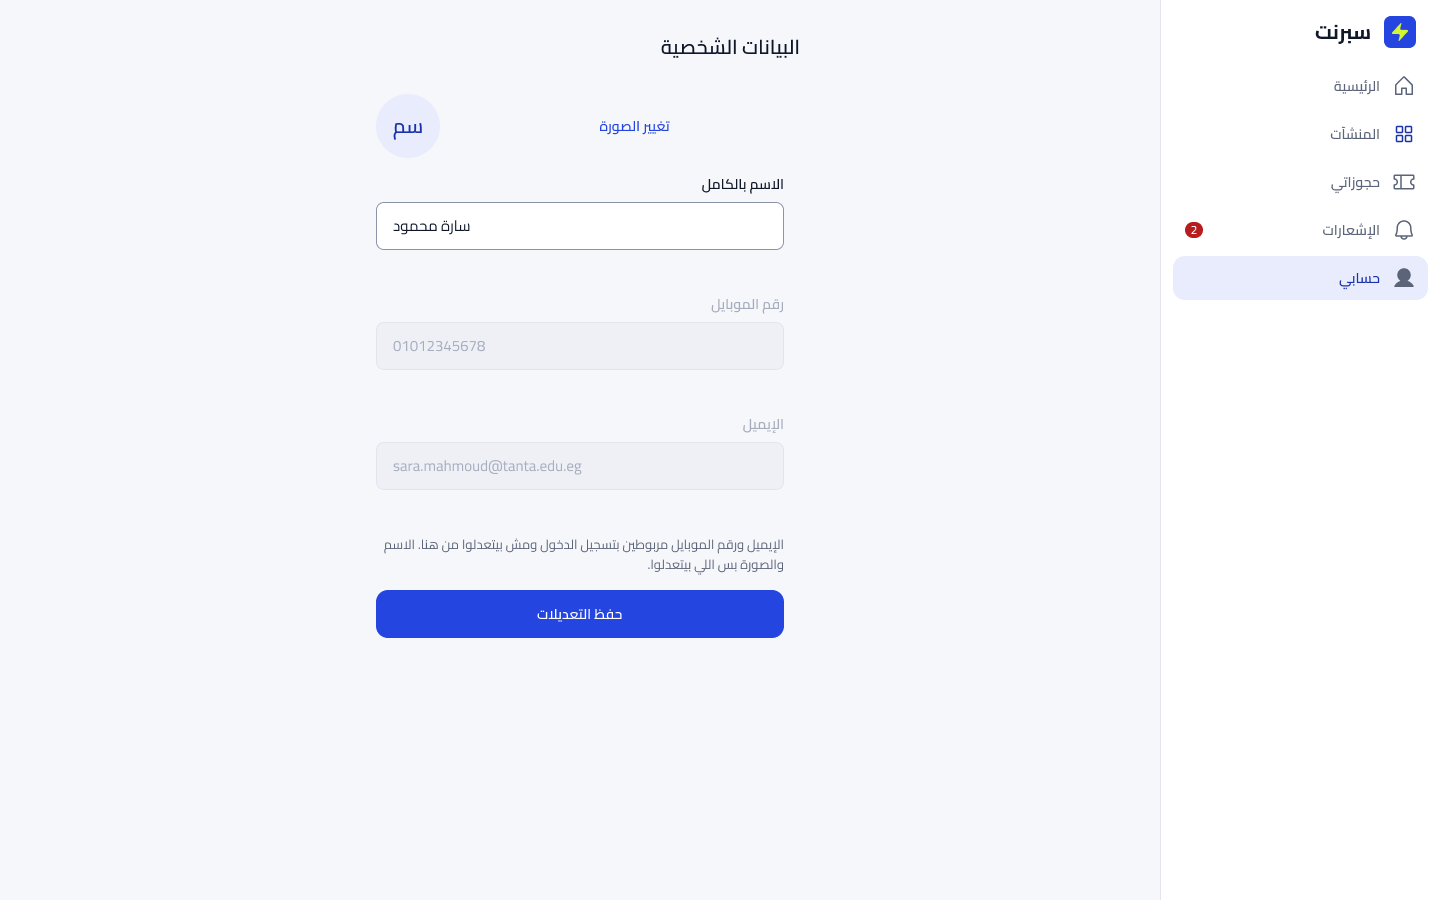 سبرنت
الرئيسية
المنشآت
حجوزاتي
الإشعارات
2
حسابي
البيانات الشخصية
سم
تغيير الصورة
الاسم بالكامل
سارة محمود
رقم الموبايل
01012345678
الإيميل
sara.mahmoud@tanta.edu.eg
الإيميل ورقم الموبايل مربوطين بتسجيل الدخول ومش بيتعدلوا من هنا. الاسم
والصورة بس اللي بيتعدلوا.
حفظ التعديلات